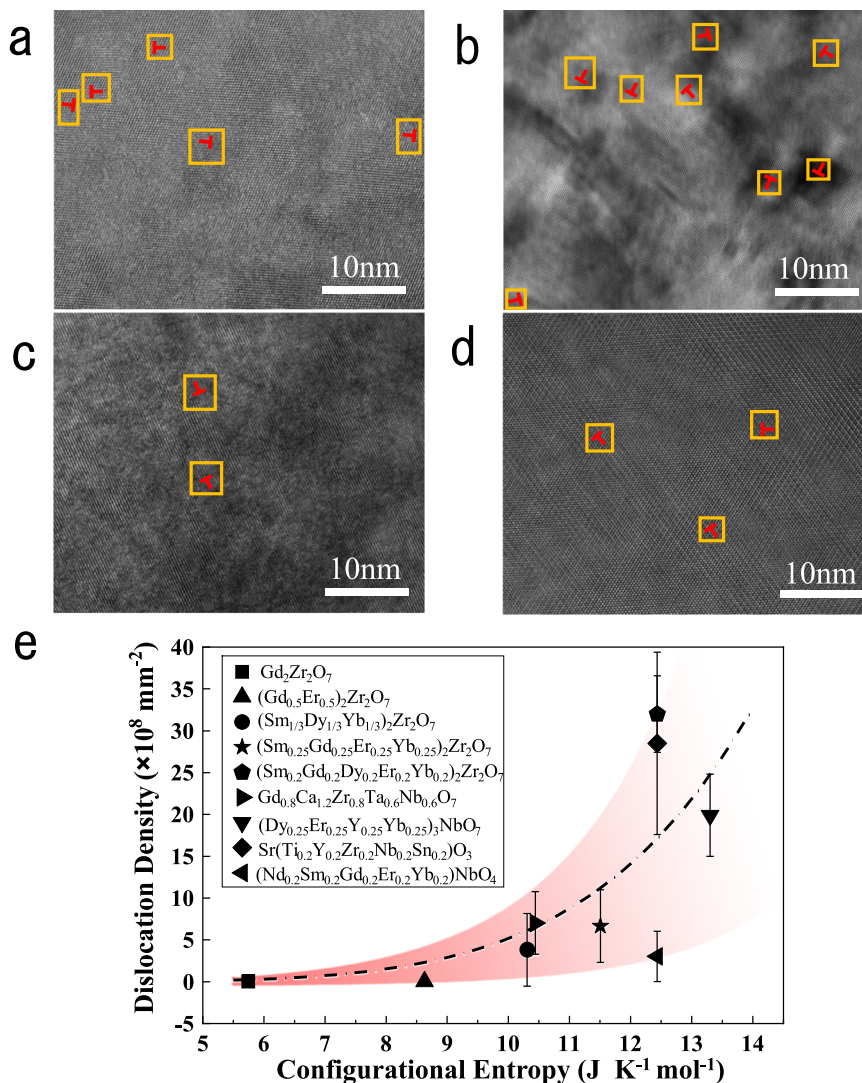 a
10nm
b
10nm
c
10nm
d
10nm
e
Dislocation Density (×10⁸ mm⁻²)
40
35
30
25
20
15
10
5
0
-5
Gd₂Zr₂O₇
(Gd₀.₅Er₀.₅)₂Zr₂O₇
(Sm₁/₃Dy₁/₃Yb₁/₃)₂Zr₂O₇
(Sm₀.₂₅Gd₀.₂₅Er₀.₂₅Yb₀.₂₅)₂Zr₂O₇
(Sm₀.₂Gd₀.₂Dy₀.₂Er₀.₂Yb₀.₂)₂Zr₂O₇
Gd₀.₈Ca₁.₂Zr₀.₈Ta₀.₆Nb₀.₆O₇
(Dy₀.₂₅Er₀.₂₅Y₀.₂₅Yb₀.₂₅)₃NbO₇
Sr(Ti₀.₂Y₀.₂Zr₀.₂Nb₀.₂Sn₀.₂)O₃
(Nd₀.₂Sm₀.₂Gd₀.₂Er₀.₂Yb₀.₂)NbO₄
5 6 7 8 9 10 11 12 13 14
Configurational Entropy (J K⁻¹ mol⁻¹)